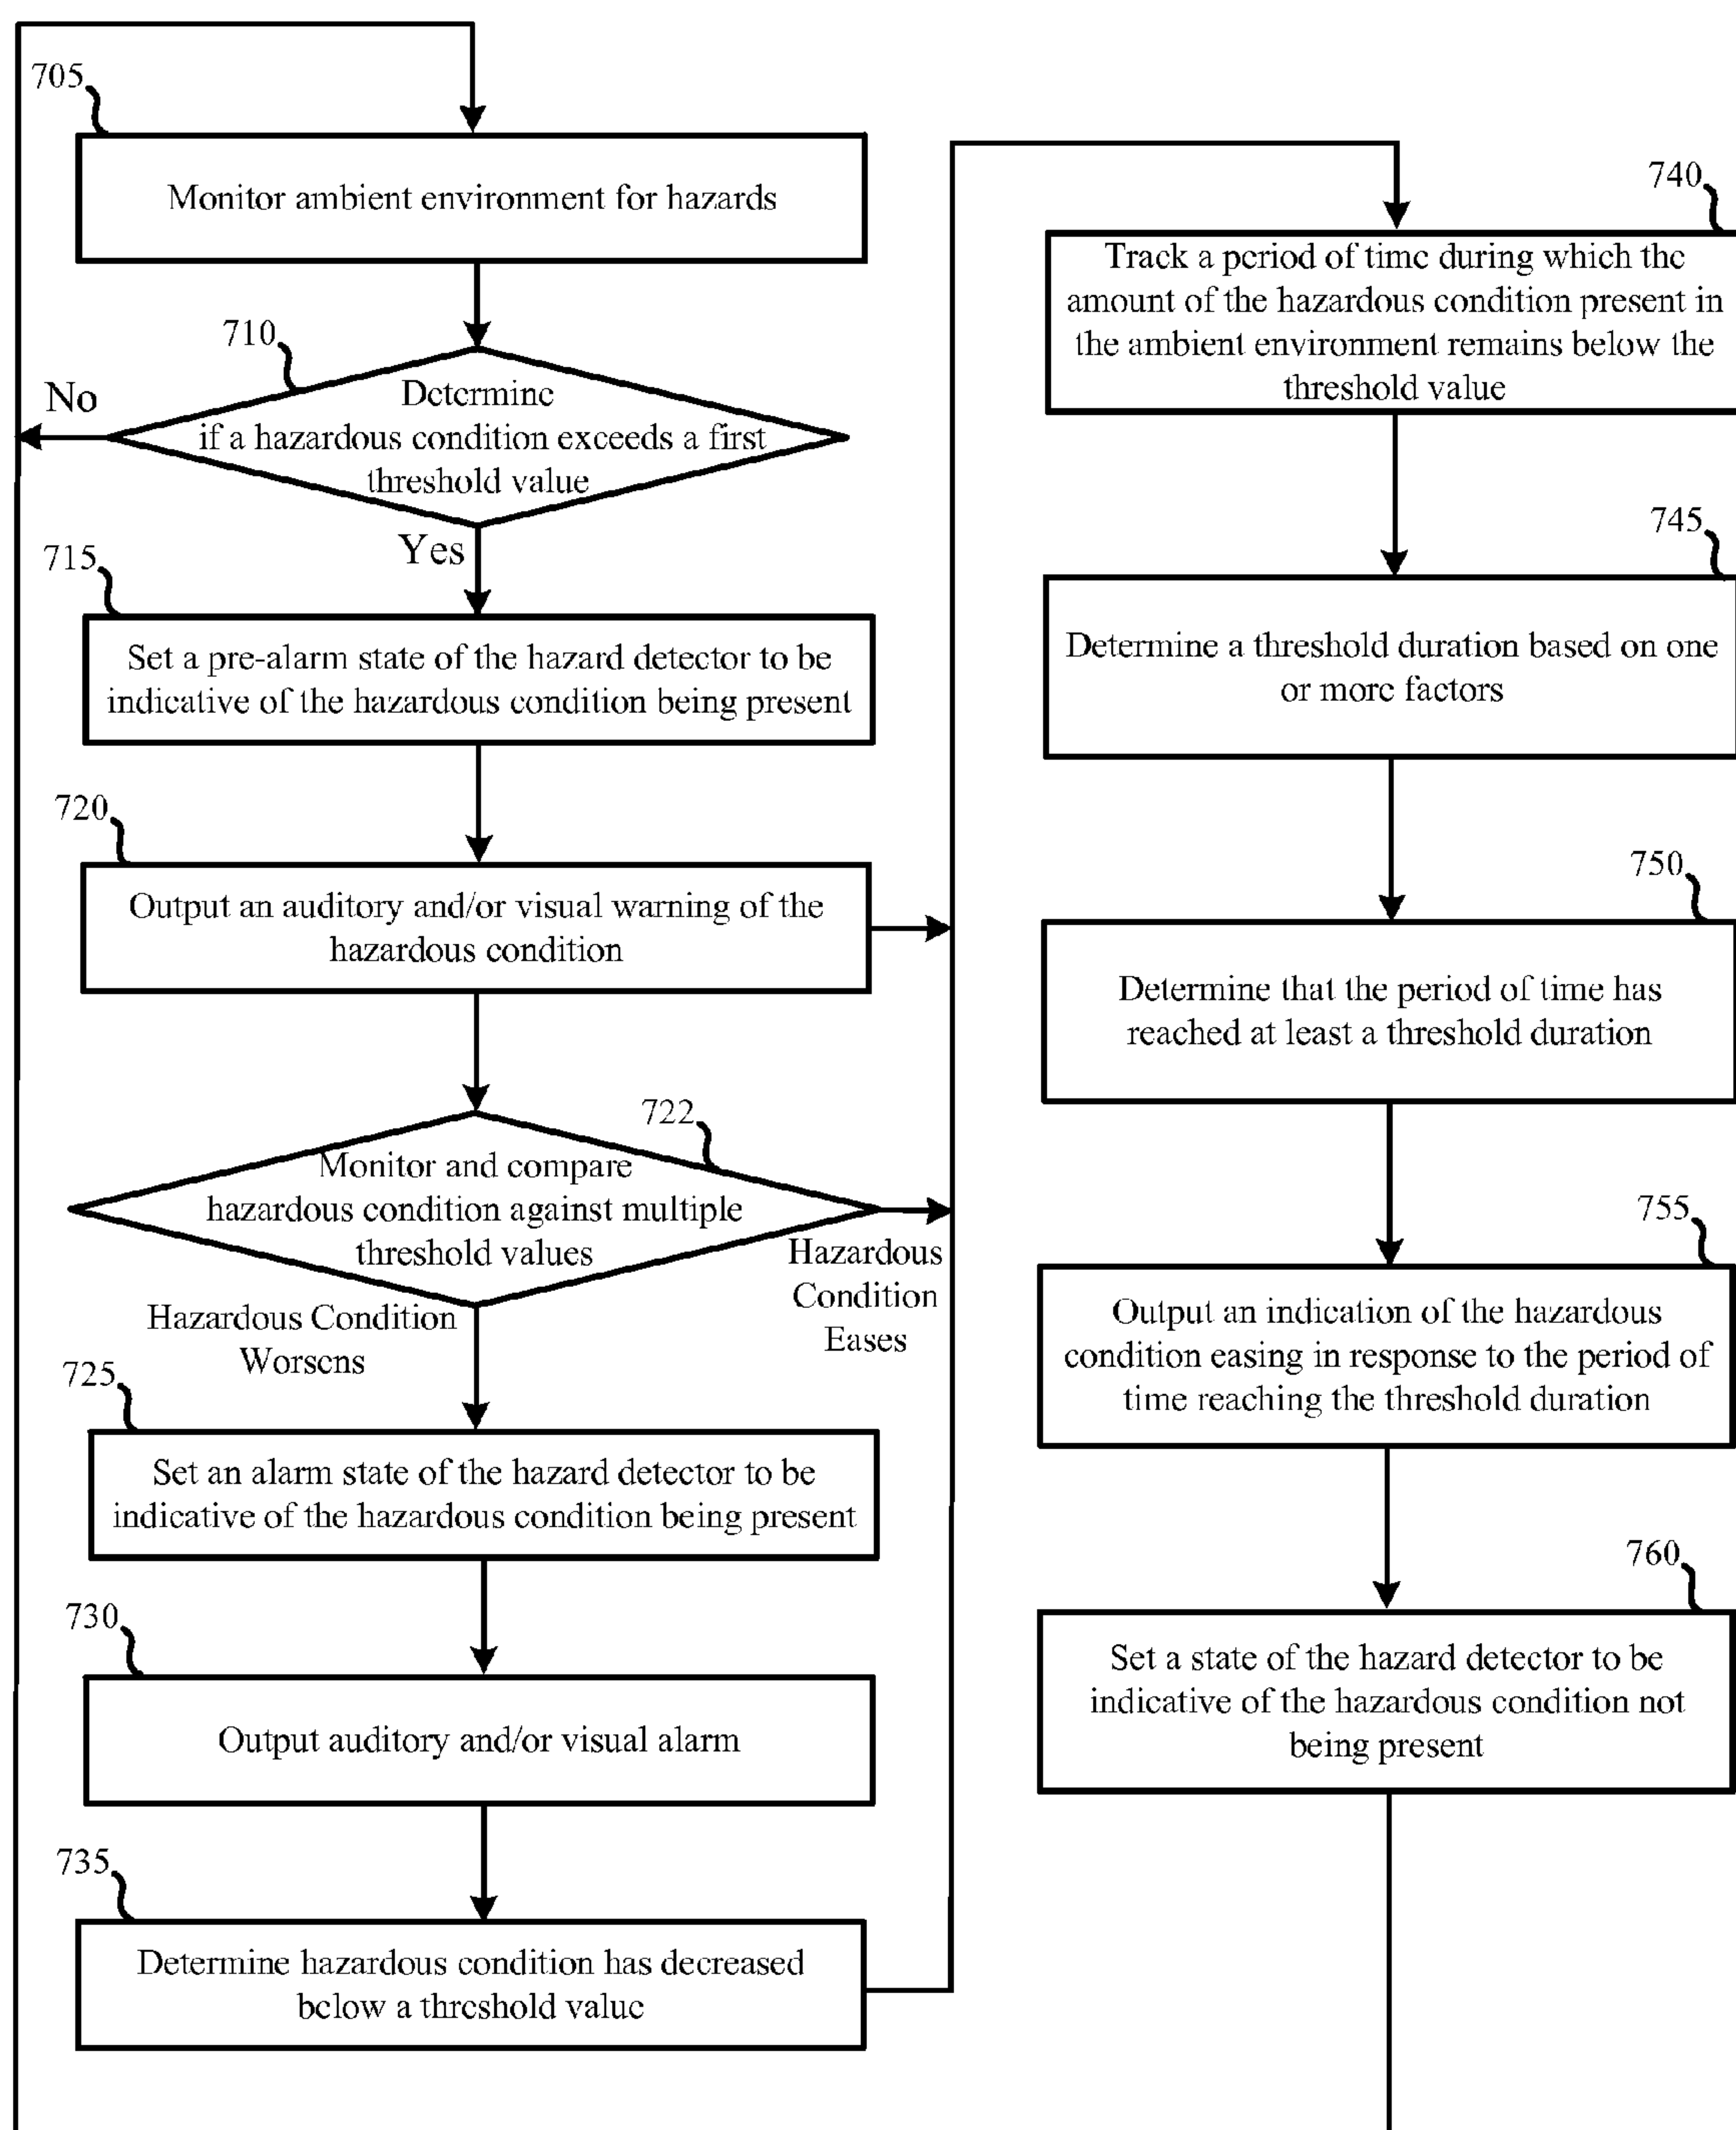 705
Monitor ambient environment for hazards
710
No
Determine
if a hazardous condition exceeds a first
threshold value
Yes
715
Set a pre-alarm state of the hazard detector to be
indicative of the hazardous condition being present
720
Output an auditory and/or visual warning of the
hazardous condition
722
Monitor and compare
hazardous condition against multiple
threshold values
Hazardous
Condition
Eases
Hazardous Condition
Worsens
725
Set an alarm state of the hazard detector to be
indicative of the hazardous condition being present
730
Output auditory and/or visual alarm
735
Determine hazardous condition has decreased
below a threshold value
740
Track a period of time during which the
amount of the hazardous condition present in
the ambient environment remains below the
threshold value
745
Determine a threshold duration based on one
or more factors
750
Determine that the period of time has
reached at least a threshold duration
755
Output an indication of the hazardous
condition easing in response to the period of
time reaching the threshold duration
760
Set a state of the hazard detector to be
indicative of the hazardous condition not
being present